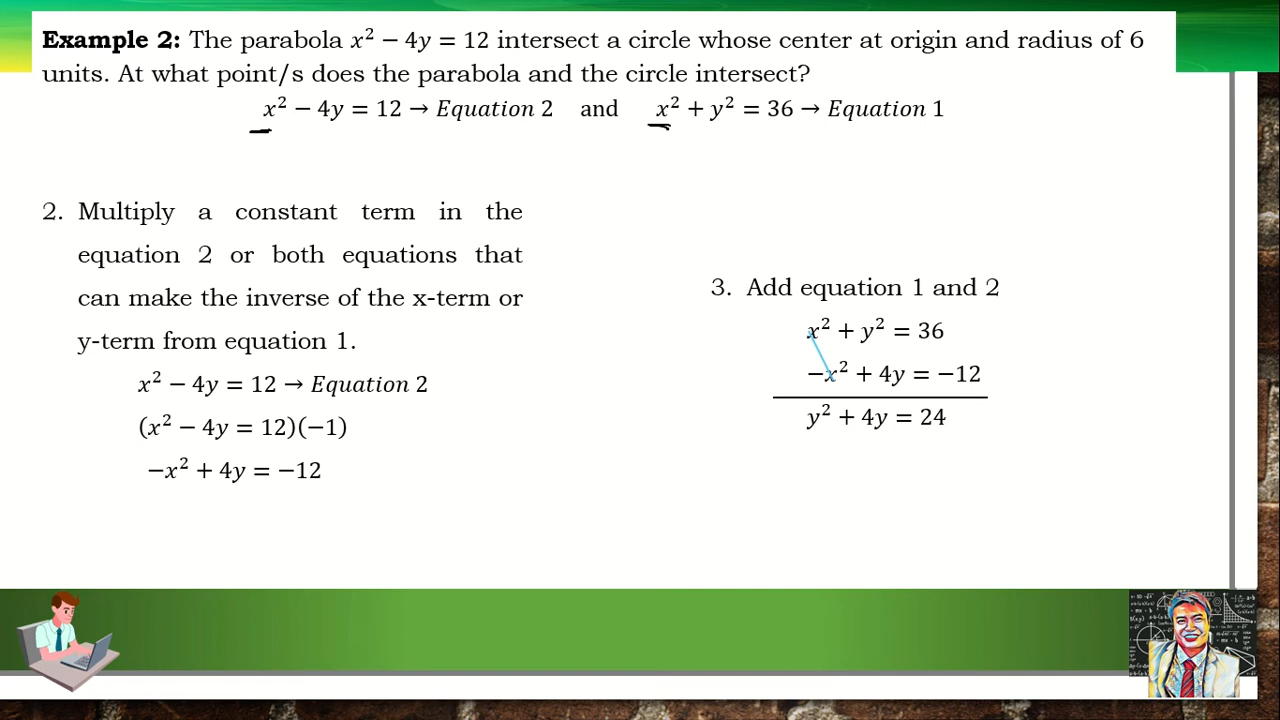 Example 2: The parabola x² − 4y = 12 intersect a circle whose center at origin and radius of 6
units. At what point/s does the parabola and the circle intersect?
x² − 4y = 12 → Equation 2 and x² + y² = 36 → Equation 1
2. Multiply a constant term in the
equation 2 or both equations that
can make the inverse of the x-term or
y-term from equation 1.
x² − 4y = 12 → Equation 2
(x² − 4y = 12)(−1)
−x² + 4y = −12
3. Add equation 1 and 2
x² + y² = 36
−x² + 4y = −12
y² + 4y = 24